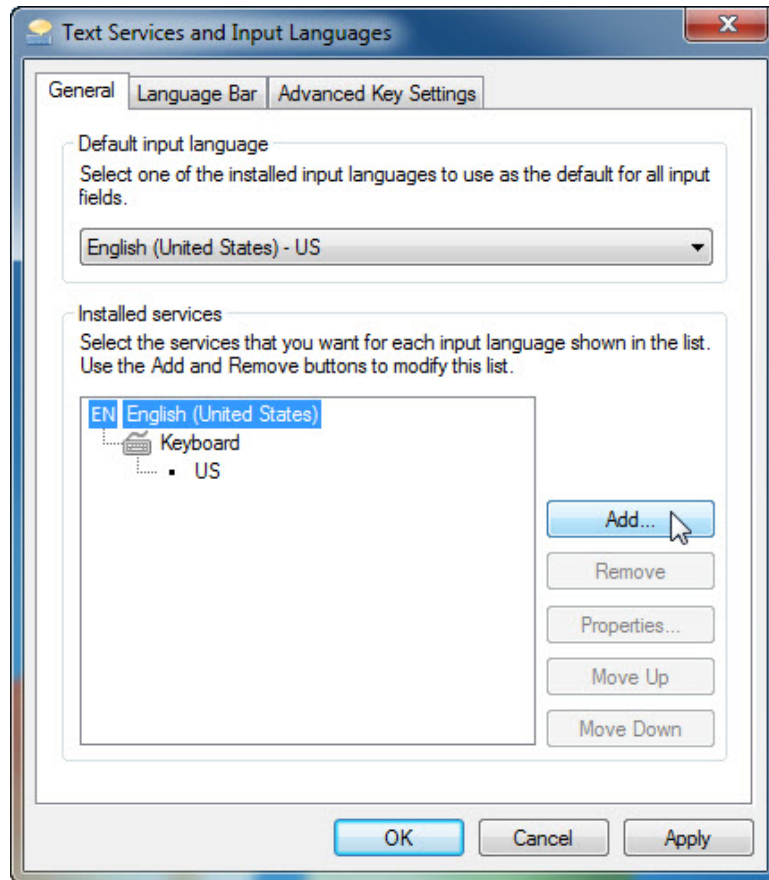 Text Services and Input Languages
General
Language Bar
Advanced Key Settings
Default input language
Select one of the installed input languages to use as the default for all input
fields.
English (United States) - US
Installed services
Select the services that you want for each input language shown in the list.
Use the Add and Remove buttons to modify this list.
EN English (United States)
Keyboard
US
Add...
Remove
Properties...
Move Up
Move Down
OK
Cancel
Apply